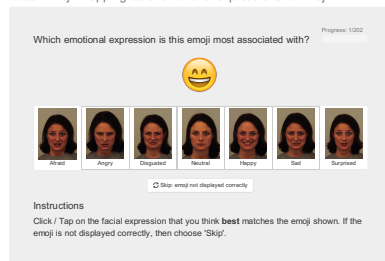 Progress: 1/202
Which emotional expression is this emoji most associated with?
Afraid
Angry
Disgusted
Neutral
Happy
Sad
Surprised
Skip: emoji not displayed correctly
Instructions
Click / Tap on the facial expression that you think best matches the emoji shown. If the
emoji is not displayed correctly, then choose 'Skip'.